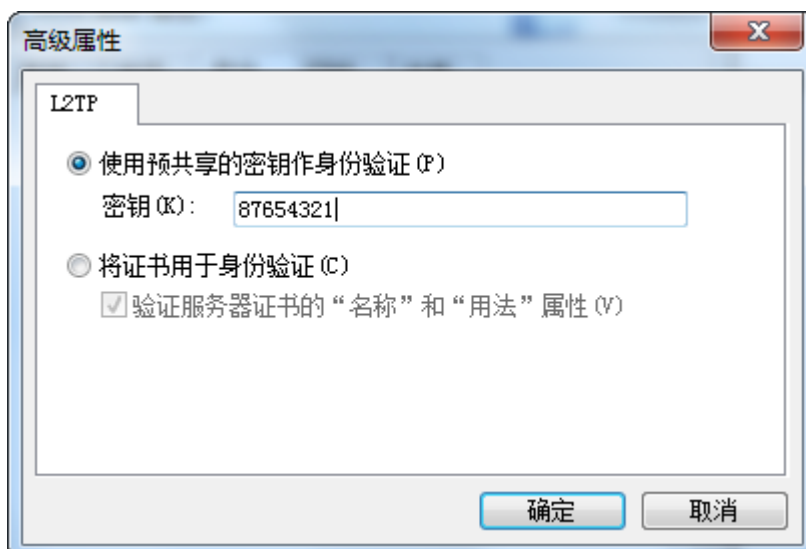 高级属性
L2TP
使用预共享的密钥作身份验证(P)
密钥(K): 87654321
将证书用于身份验证(C)
验证服务器证书的“名称”和“用法”属性(V)
确定 取消